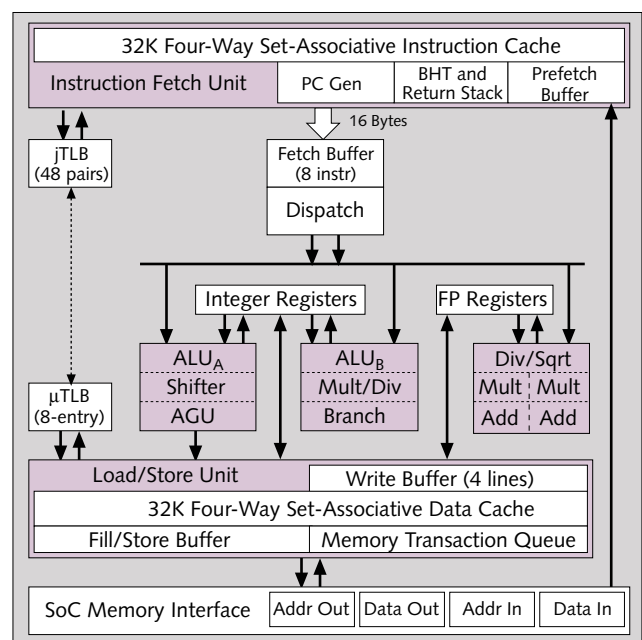 32K Four-Way Set-Associative Instruction Cache
Instruction Fetch Unit
PC Gen
BHT and
Return Stack
Prefetch
Buffer
16 Bytes
jTLB
(48 pairs)
Fetch Buffer
(8 instr)
Dispatch
Integer Registers
FP Registers
ALUA
Shifter
AGU
ALUB
Mult/Div
Branch
Div/Sqrt
Mult Mult
Add Add
µTLB
(8-entry)
Load/Store Unit
Write Buffer (4 lines)
32K Four-Way Set-Associative Data Cache
Fill/Store Buffer
Memory Transaction Queue
SoC Memory Interface
Addr Out
Data Out
Addr In
Data In